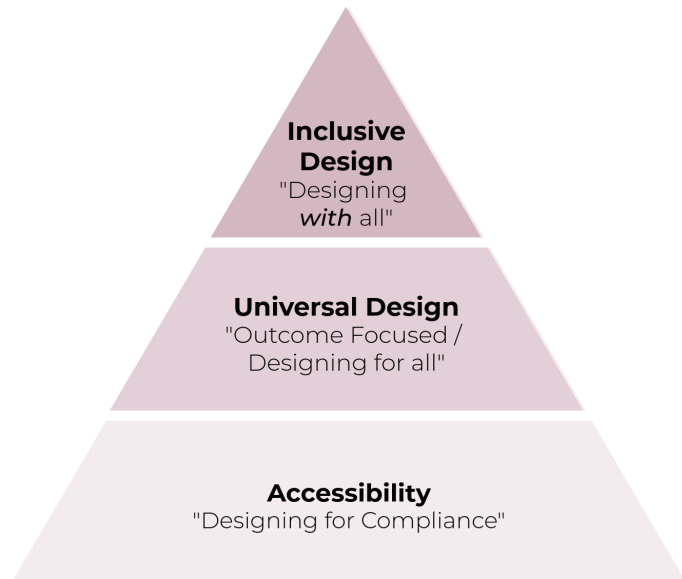 Inclusive
Design
"Designing
with all"
Universal Design
"Outcome Focused /
Designing for all"
Accessibility
"Designing for Compliance"